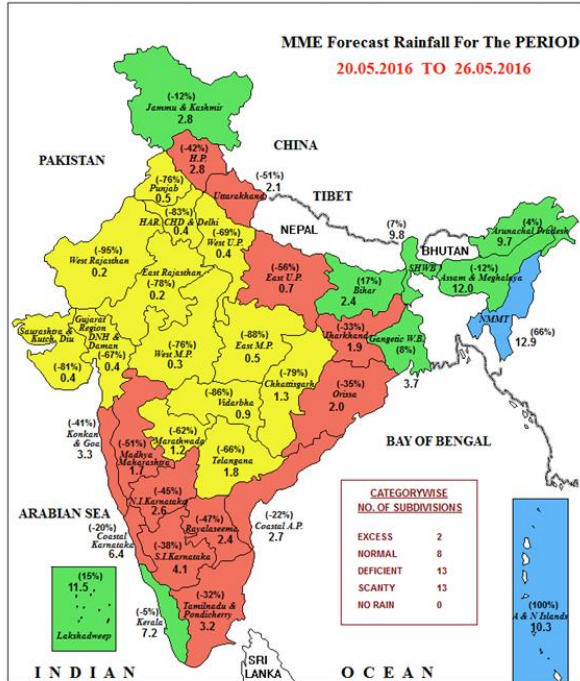 MME Forecast Rainfall For The PERIOD
20.05.2016 TO 26.05.2016
(-12%)
Jammu & Kashmir
2.8
CHINA
(-42%)
H.P.
2.8
PAKISTAN
(-51%)
2.1
Uttarakhand
TIBET
(-76%)
Punjab
0.5
(-83%)
HAR CHD & Delhi
0.4
(-69%)
West U.P.
0.4
NEPAL
(7%)
9.8
SHWB
BHUTAN
(4%)
Arunachal Pradesh
9.7
(-95%)
West Rajasthan
0.2
East Rajasthan
(-78%)
0.2
(-56%)
East U.P.
0.7
(17%)
Bihar
2.4
(-12%)
Assam & Meghalaya
12.0
NMMT
(66%)
12.9
Saurashtra &
Kutch, Diu
(-81%)
0.4
Gujarat
Region
DNH &
Daman
(-67%)
0.4
(-76%)
West M.P.
0.3
(-88%)
East M.P.
0.5
(-33%)
Jharkhand
1.9
Gangetic W.B.
(8%)
3.7
(-79%)
Chhattisgarh
1.3
(-35%)
Orissa
2.0
(-86%)
Vidarbha
0.9
(-41%)
Konkan
& Goa
3.3
(-51%)
Madhya
Maharashtra
1.7
(-62%)
Marathwada
1.2
(-66%)
Telangana
1.8
BAY OF BENGAL
ARABIAN SEA
(-45%)
N.I.Karnataka
2.6
(-47%)
Rayalaseema
2.4
(-22%)
Coastal A.P.
2.7
(-20%)
Coastal
Karnataka
6.4
(-38%)
S.I.Karnataka
4.1
(-32%)
Tamilnadu &
Pondicherry
3.2
(-5%)
Kerala
7.2
(15%)
11.5
Lakshadweep
CATEGORYWISE
NO. OF SUBDIVISIONS
EXCESS 2
NORMAL 8
DEFICIENT 13
SCANTY 13
NO RAIN 0
(100%)
A & N Islands
10.3
SRI
LANKA
INDIAN OCEAN